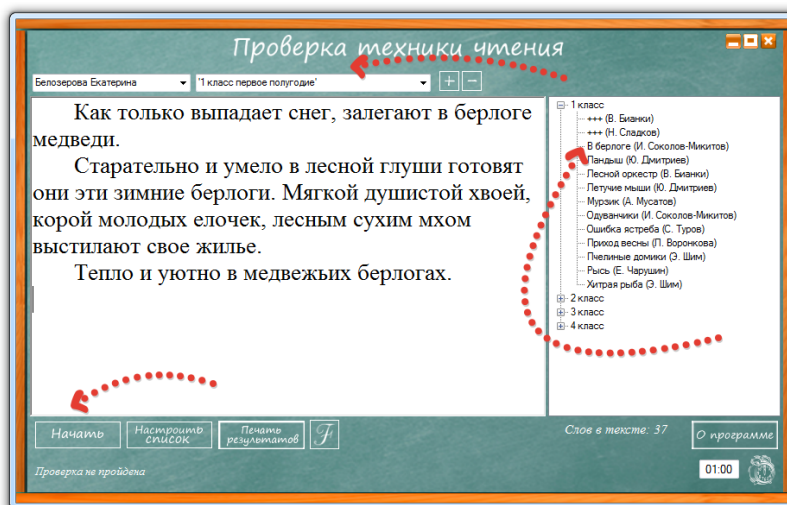 Проверка техники чтения
Белозерова Екатерина
'1 класс первое полугодие'
+ −
Как только выпадает снег, залегают в берлоге
медведи.
Старательно и умело в лесной глуши готовят
они эти зимние берлоги. Мягкой душистой хвоей,
корой молодых елочек, лесным сухим мхом
выстилают свое жилье.
Тепло и уютно в медвежьих берлогах.
1 класс
+++ (В. Бианки)
+++ (Н. Сладков)
В берлоге (И. Соколов-Микитов)
Ландыш (Ю. Дмитриев)
Лесной оркестр (В. Бианки)
Летучие мыши (Ю. Дмитриев)
Мурзик (А. Мусатов)
Одуванчики (И. Соколов-Микитов)
Ошибка ястреба (С. Туров)
Приход весны (Л. Воронкова)
Пчелиные домики (Э. Шим)
Рысь (Е. Чарушин)
Хитрая рыба (Э. Шим)
2 класс
3 класс
4 класс
Начать
Настроить
список
Печать
результатов
F
Слов в тексте: 37
О программе
Проверка не пройдена
01:00